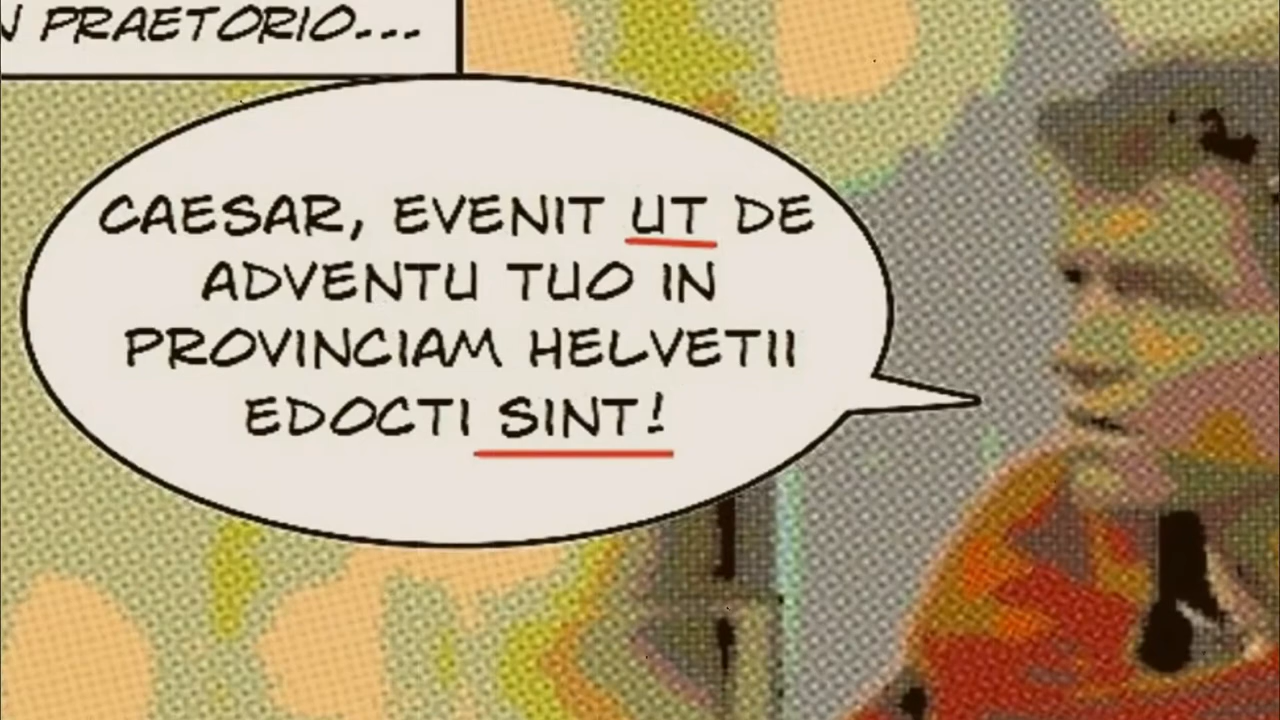 N PRAETORIO...
CAESAR, EVENIT UT DE
ADVENTU TUO IN
PROVINCIAM HELVETII
EDOCTI SINT!